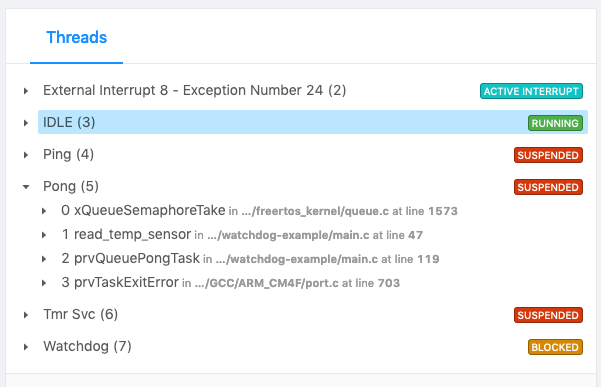 Threads
External Interrupt 8 - Exception Number 24 (2) ACTIVE INTERRUPT
IDLE (3) RUNNING
Ping (4) SUSPENDED
Pong (5) SUSPENDED
0 xQueueSemaphoreTake in .../freertos_kernel/queue.c at line 1573
1 read_temp_sensor in .../watchdog-example/main.c at line 47
2 prvQueuePongTask in .../watchdog-example/main.c at line 119
3 prvTaskExitError in .../GCC/ARM_CM4F/port.c at line 703
Tmr Svc (6) SUSPENDED
Watchdog (7) BLOCKED